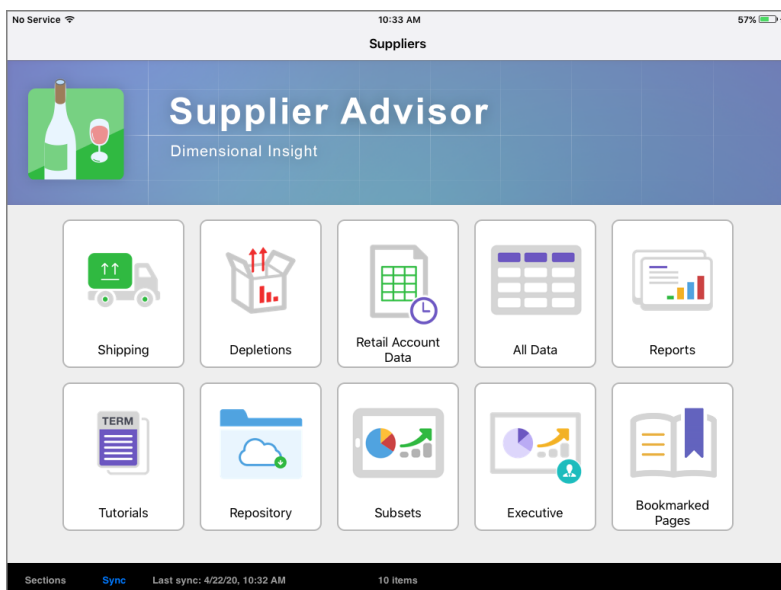 No Service 10:33 AM 57%
Suppliers
Supplier Advisor
Dimensional Insight
Shipping
Depletions
Retail Account
Data
All Data
Reports
TERM
Tutorials
Repository
Subsets
Executive
Bookmarked
Pages
Sections Sync Last sync: 4/22/20, 10:32 AM 10 items